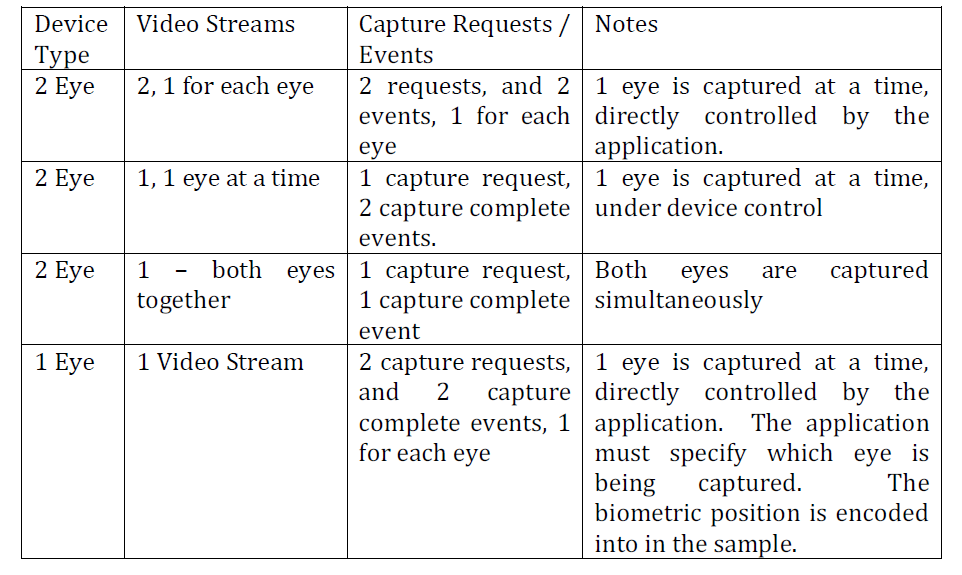 Device Type
Video Streams
Capture Requests /
Events
Notes
2 Eye
2, 1 for each eye
2 requests, and 2
events, 1 for each
eye
1 eye is captured at a time,
directly controlled by the
application.
2 Eye
1, 1 eye at a time
1 capture request,
2 capture complete
events.
1 eye is captured at a time,
under device control
2 Eye
1 – both eyes
together
1 capture request,
1 capture complete
event
Both eyes are captured
simultaneously
1 Eye
1 Video Stream
2 capture requests,
and 2 capture
complete events, 1
for each eye
1 eye is captured at a time,
directly controlled by the
application. The application
must specify which eye is
being captured. The
biometric position is encoded
into in the sample.